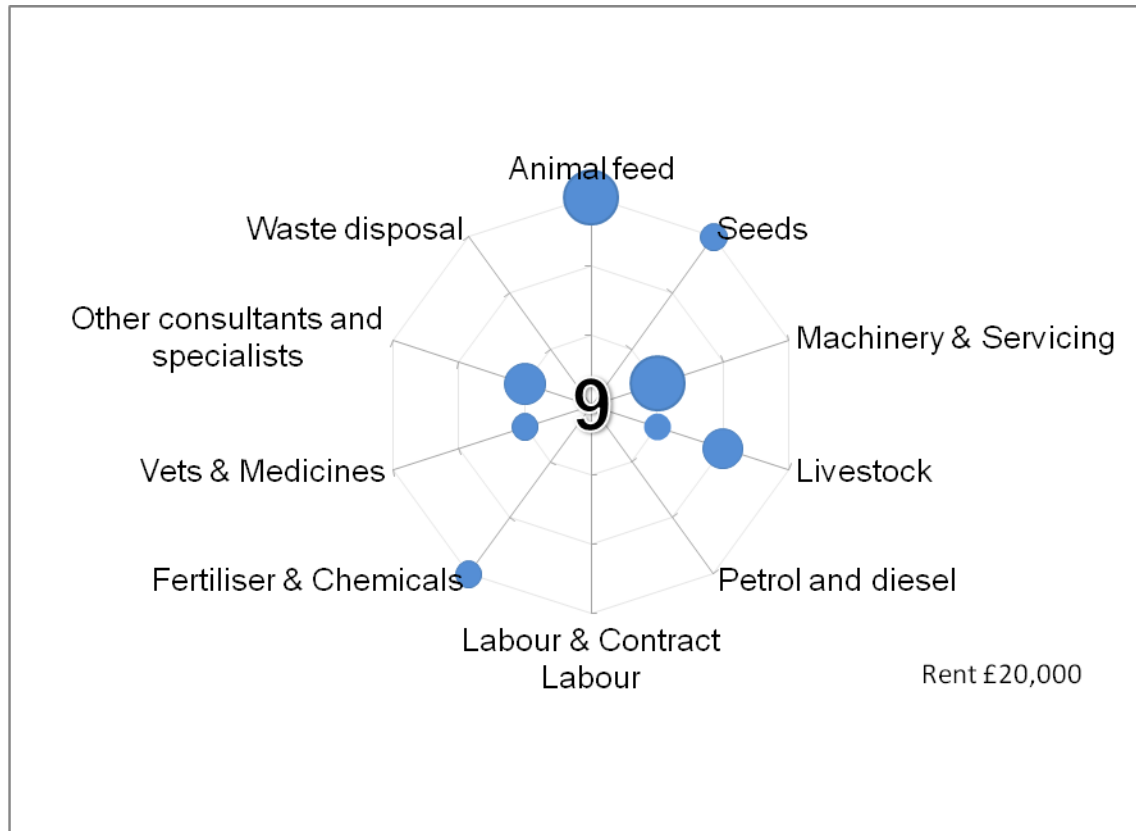 Animal feed
Waste disposal
Seeds
Other consultants and
specialists
Machinery & Servicing
9
Vets & Medicines
Livestock
Fertiliser & Chemicals
Petrol and diesel
Labour & Contract
Labour
Rent £20,000